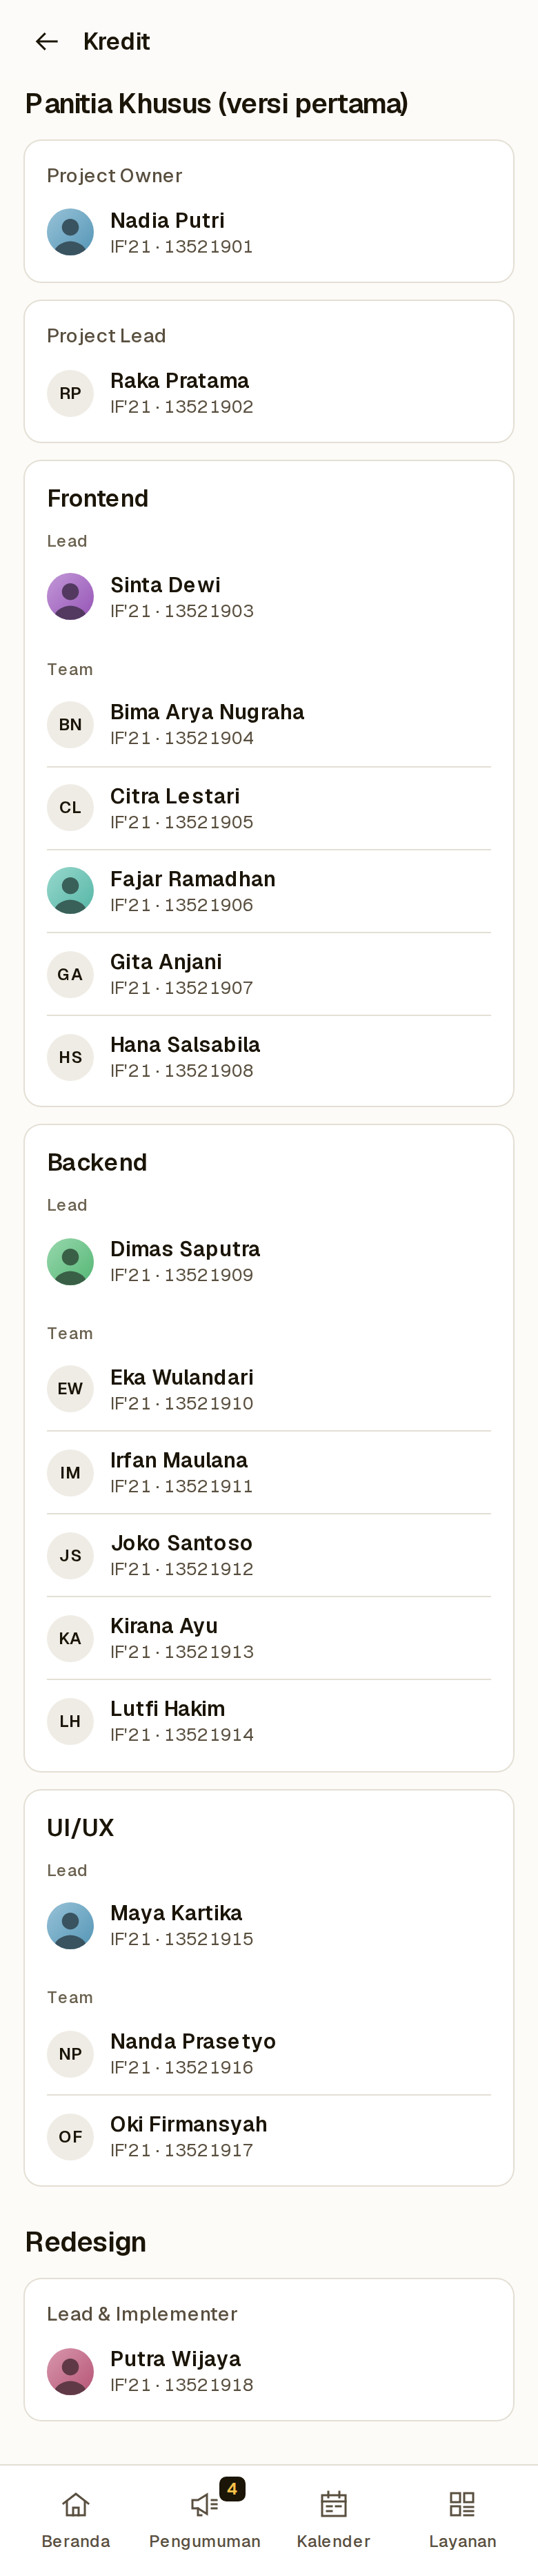 Kredit
Panitia Khusus (versi pertama)
Project Owner
Nadia Putri
IF'21 · 13521901
Project Lead
RP
Raka Pratama
IF'21 · 13521902
Frontend
Lead
Sinta Dewi
IF'21 · 13521903
Team
BN
Bima Arya Nugraha
IF'21 · 13521904
CL
Citra Lestari
IF'21 · 13521905
Fajar Ramadhan
IF'21 · 13521906
GA
Gita Anjani
IF'21 · 13521907
HS
Hana Salsabila
IF'21 · 13521908
Backend
Lead
Dimas Saputra
IF'21 · 13521909
Team
EW
Eka Wulandari
IF'21 · 13521910
IM
Irfan Maulana
IF'21 · 13521911
JS
Joko Santoso
IF'21 · 13521912
KA
Kirana Ayu
IF'21 · 13521913
LH
Lutfi Hakim
IF'21 · 13521914
UI/UX
Lead
Maya Kartika
IF'21 · 13521915
Team
NP
Nanda Prasetyo
IF'21 · 13521916
OF
Oki Firmansyah
IF'21 · 13521917
Redesign
Lead & Implementer
Putra Wijaya
IF'21 · 13521918
4
Beranda
Pengumuman
Kalender
Layanan